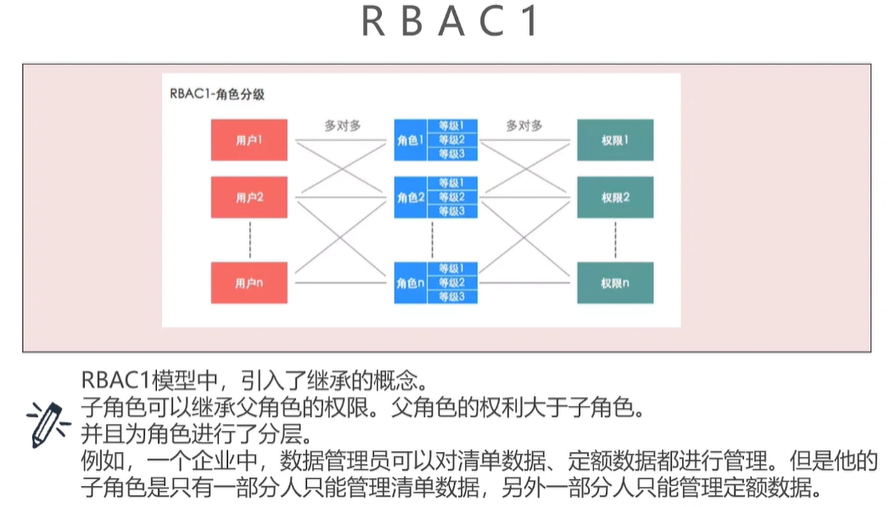 RBAC1
RBAC1-角色分级
多对多 多对多
用户1 角色1 等级1 等级2 等级3 权限1
用户2 角色2 等级1 等级2 等级3 权限2
用户n 角色n 等级1 等级2 等级3 权限n
RBAC1模型中，引入了继承的概念。
子角色可以继承父角色的权限。父角色的权利大于子角色。
并且为角色进行了分层。
例如，一个企业中，数据管理员可以对清单数据、定额数据都进行管理。但是他的
子角色是只有一部分人只能管理清单数据，另外一部分人只能管理定额数据。